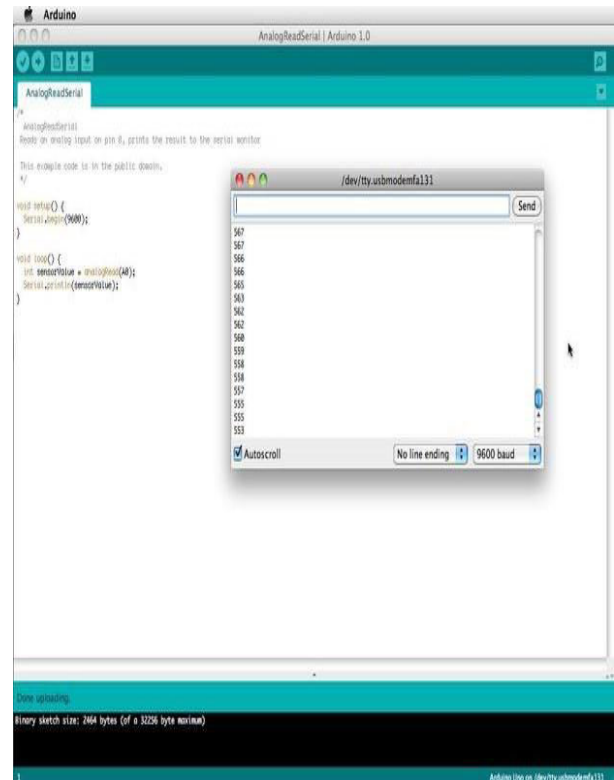 Arduino
AnalogReadSerial | Arduino 1.0
AnalogReadSerial
/*
AnalogReadSerial
Reads an analog input on pin 0, prints the result to the serial monitor
This example code is in the public domain.
*/
void setup() {
Serial.begin(9600);
}
void loop() {
int sensorValue = analogRead(A0);
Serial.println(sensorValue);
}
/dev/tty.usbmodemfa131
Send
567
567
566
566
565
563
562
562
560
559
558
558
557
555
555
553
Autoscroll
No line ending
9600 baud
Done uploading.
Binary sketch size: 2464 bytes (of a 32256 byte maximum)
1
Arduino Uno on /dev/tty.usbmodemfa131